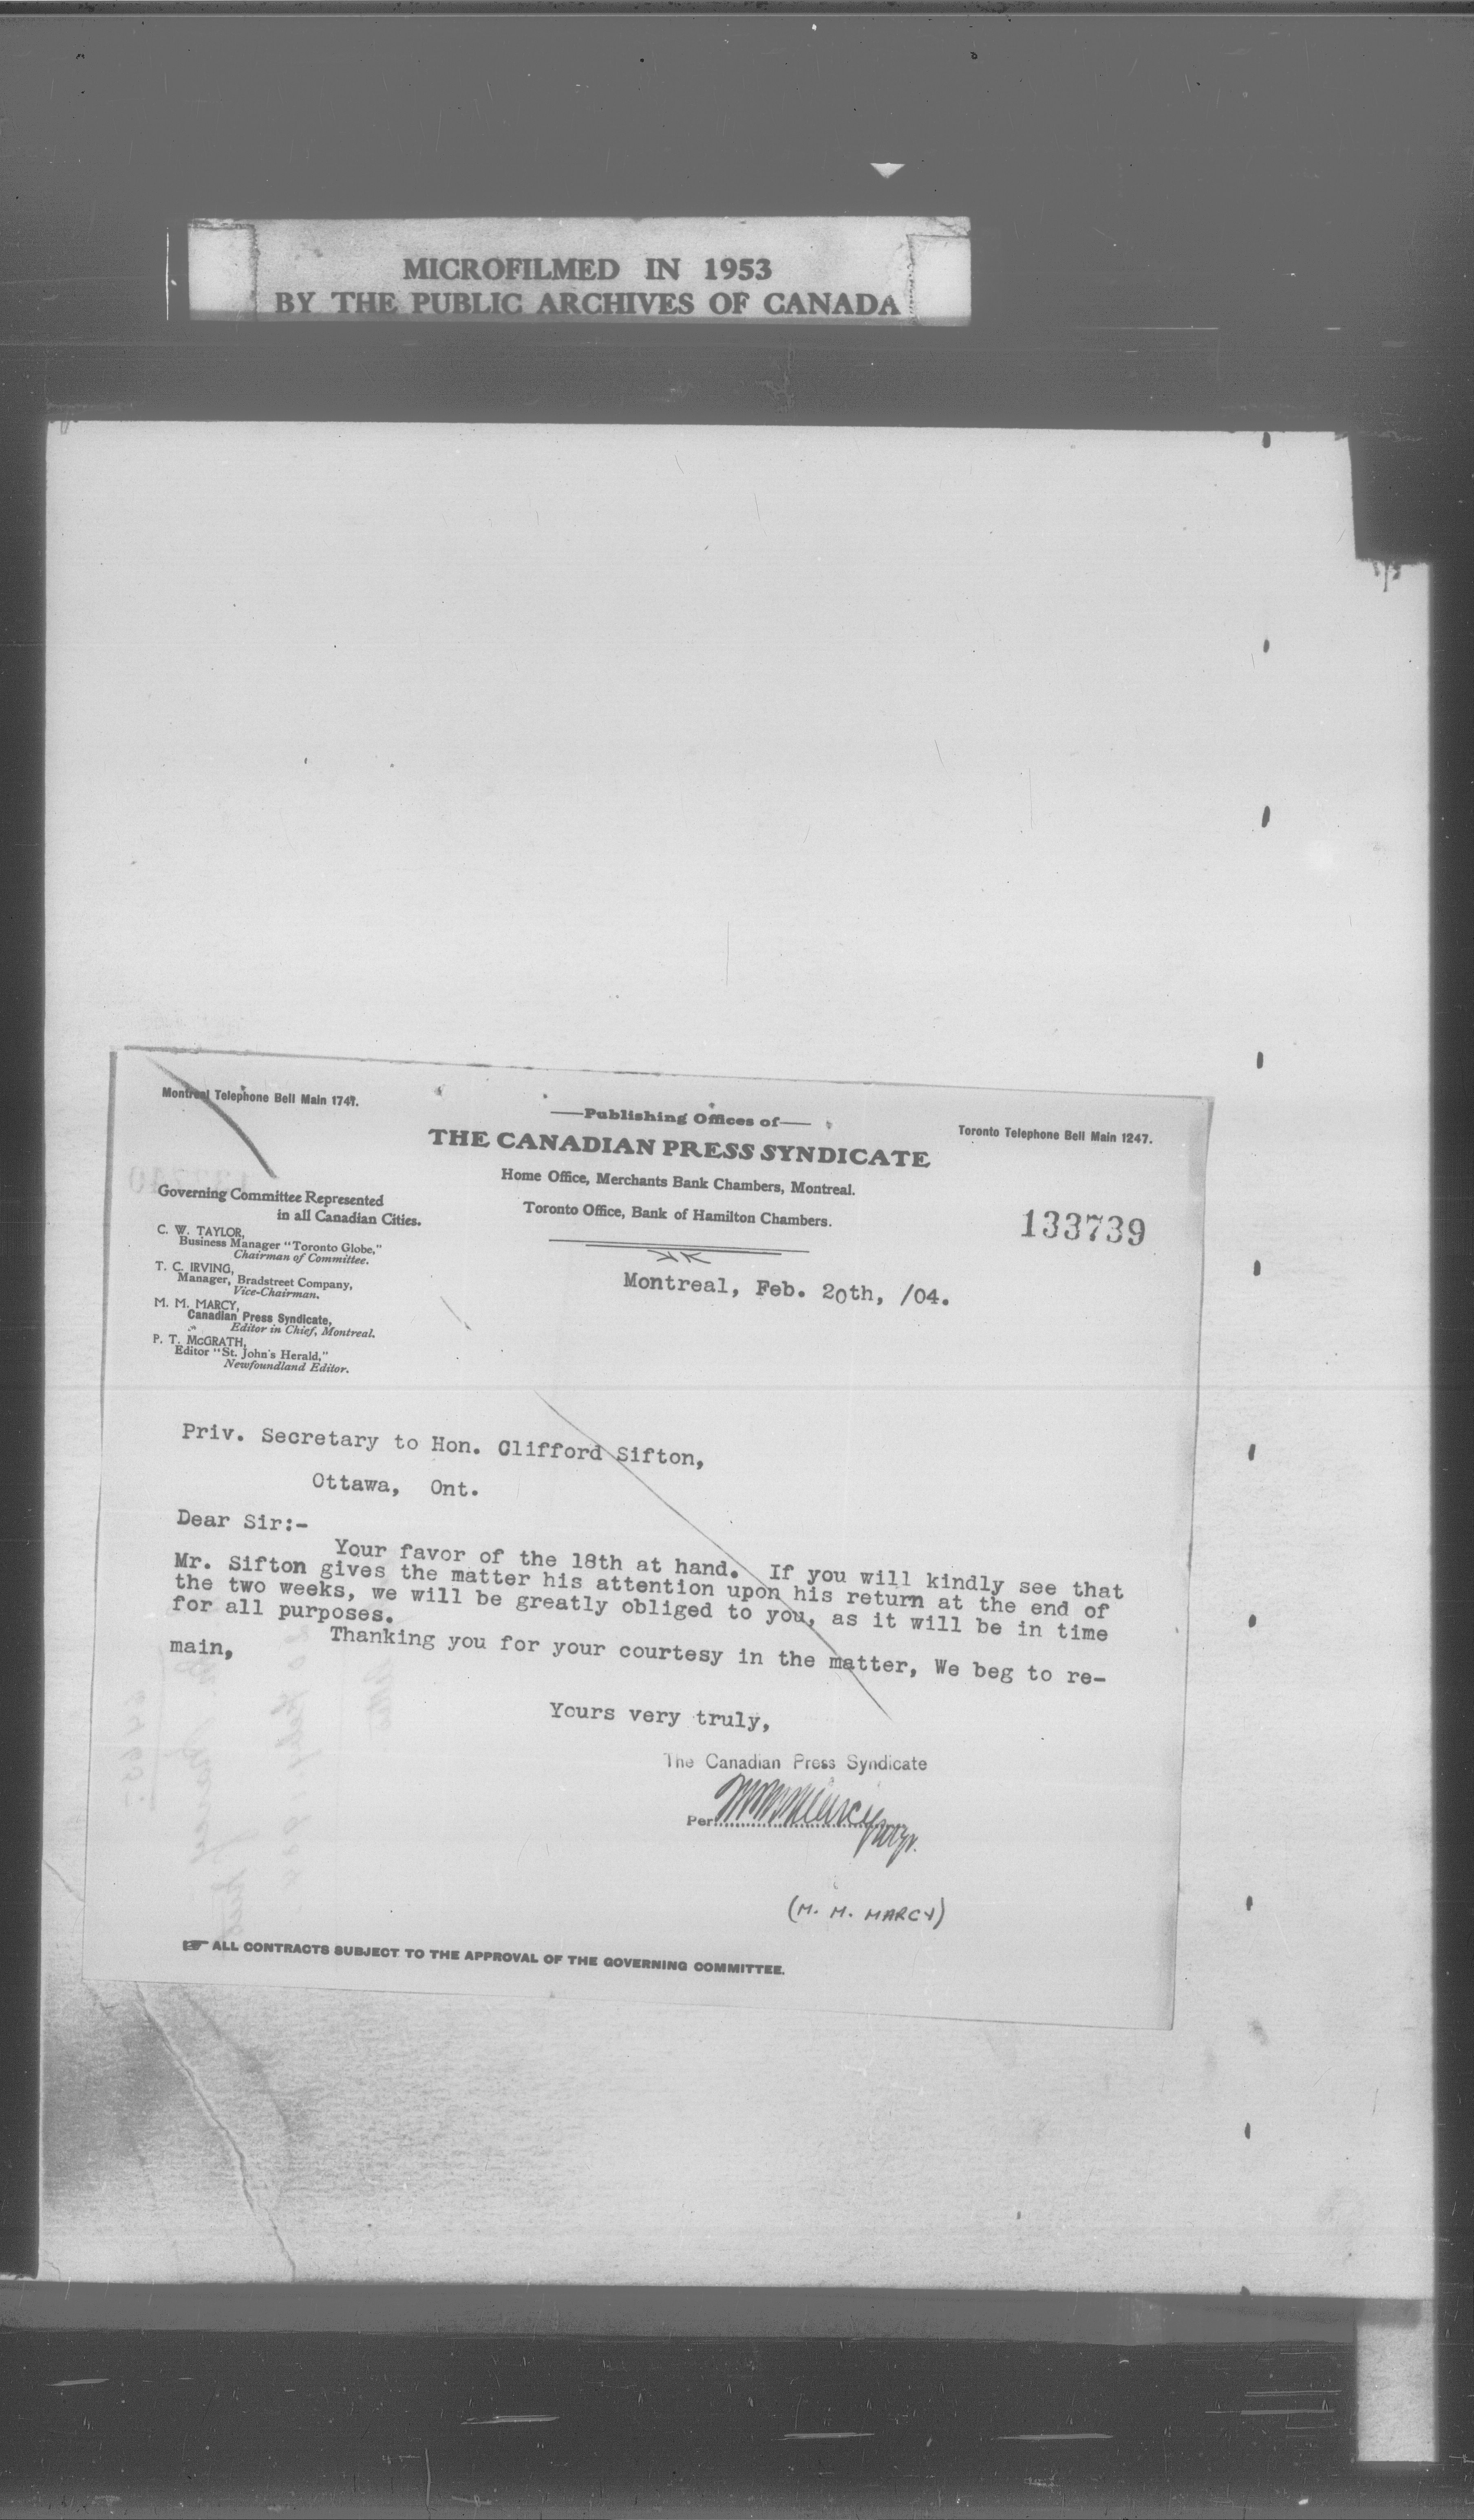 MICROFILMED IN 1953
BY THE PUBLIC ARCHIVES OF CANADA
Montreal Telephone Bell Main 1747.
—Publishing Offices of—
Toronto Telephone Bell Main 1247.
THE CANADIAN PRESS SYNDICATE
Home Office, Merchants Bank Chambers, Montreal.
Toronto Office, Bank of Hamilton Chambers.
133739
Governing Committee Represented
in all Canadian Cities.
C. W. TAYLOR,
Business Manager "Toronto Globe,"
Chairman of Committee.
T. C. IRVING,
Manager, Bradstreet Company,
Vice-Chairman.
M. M. MARCY,
Canadian Press Syndicate,
Editor in Chief, Montreal.
P. T. McGRATH,
Editor "St. John's Herald,"
Newfoundland Editor.
Montreal, Feb. 20th, /04.
Priv. Secretary to Hon. Clifford Sifton,
Ottawa, Ont.
Dear Sir:-
Your favor of the 18th at hand. If you will kindly see that
Mr. Sifton gives the matter his attention upon his return at the end of
the two weeks, we will be greatly obliged to you, as it will be in time
for all purposes.
Thanking you for your courtesy in the matter, We beg to re-
main,
Yours very truly,
The Canadian Press Syndicate
Per M M Marcy
(M. M. MARCY)
☞ ALL CONTRACTS SUBJECT TO THE APPROVAL OF THE GOVERNING COMMITTEE.